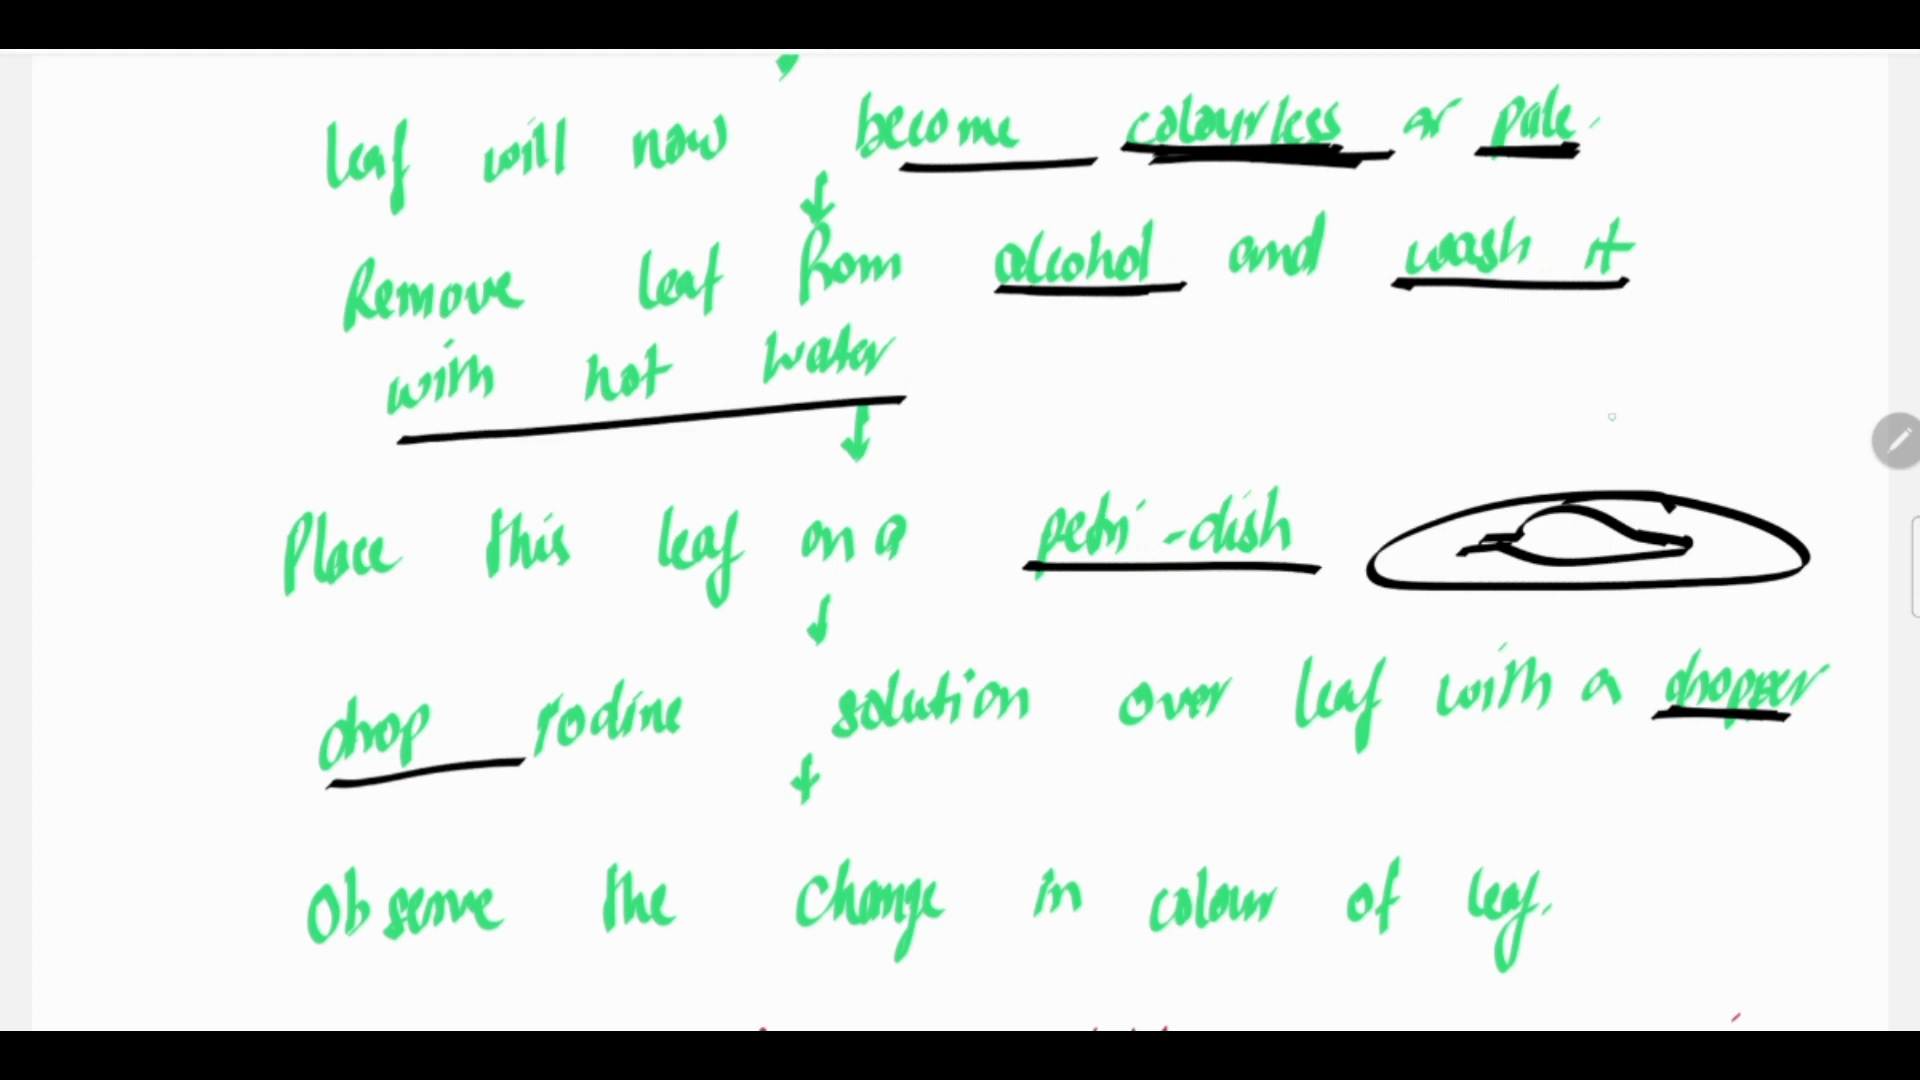 leaf will now become colourless or pale.
Remove leaf from alcohol and wash it
with hot water
Place this leaf on a petri-dish
drop iodine solution over leaf with a dropper
Observe the change in colour of leaf.